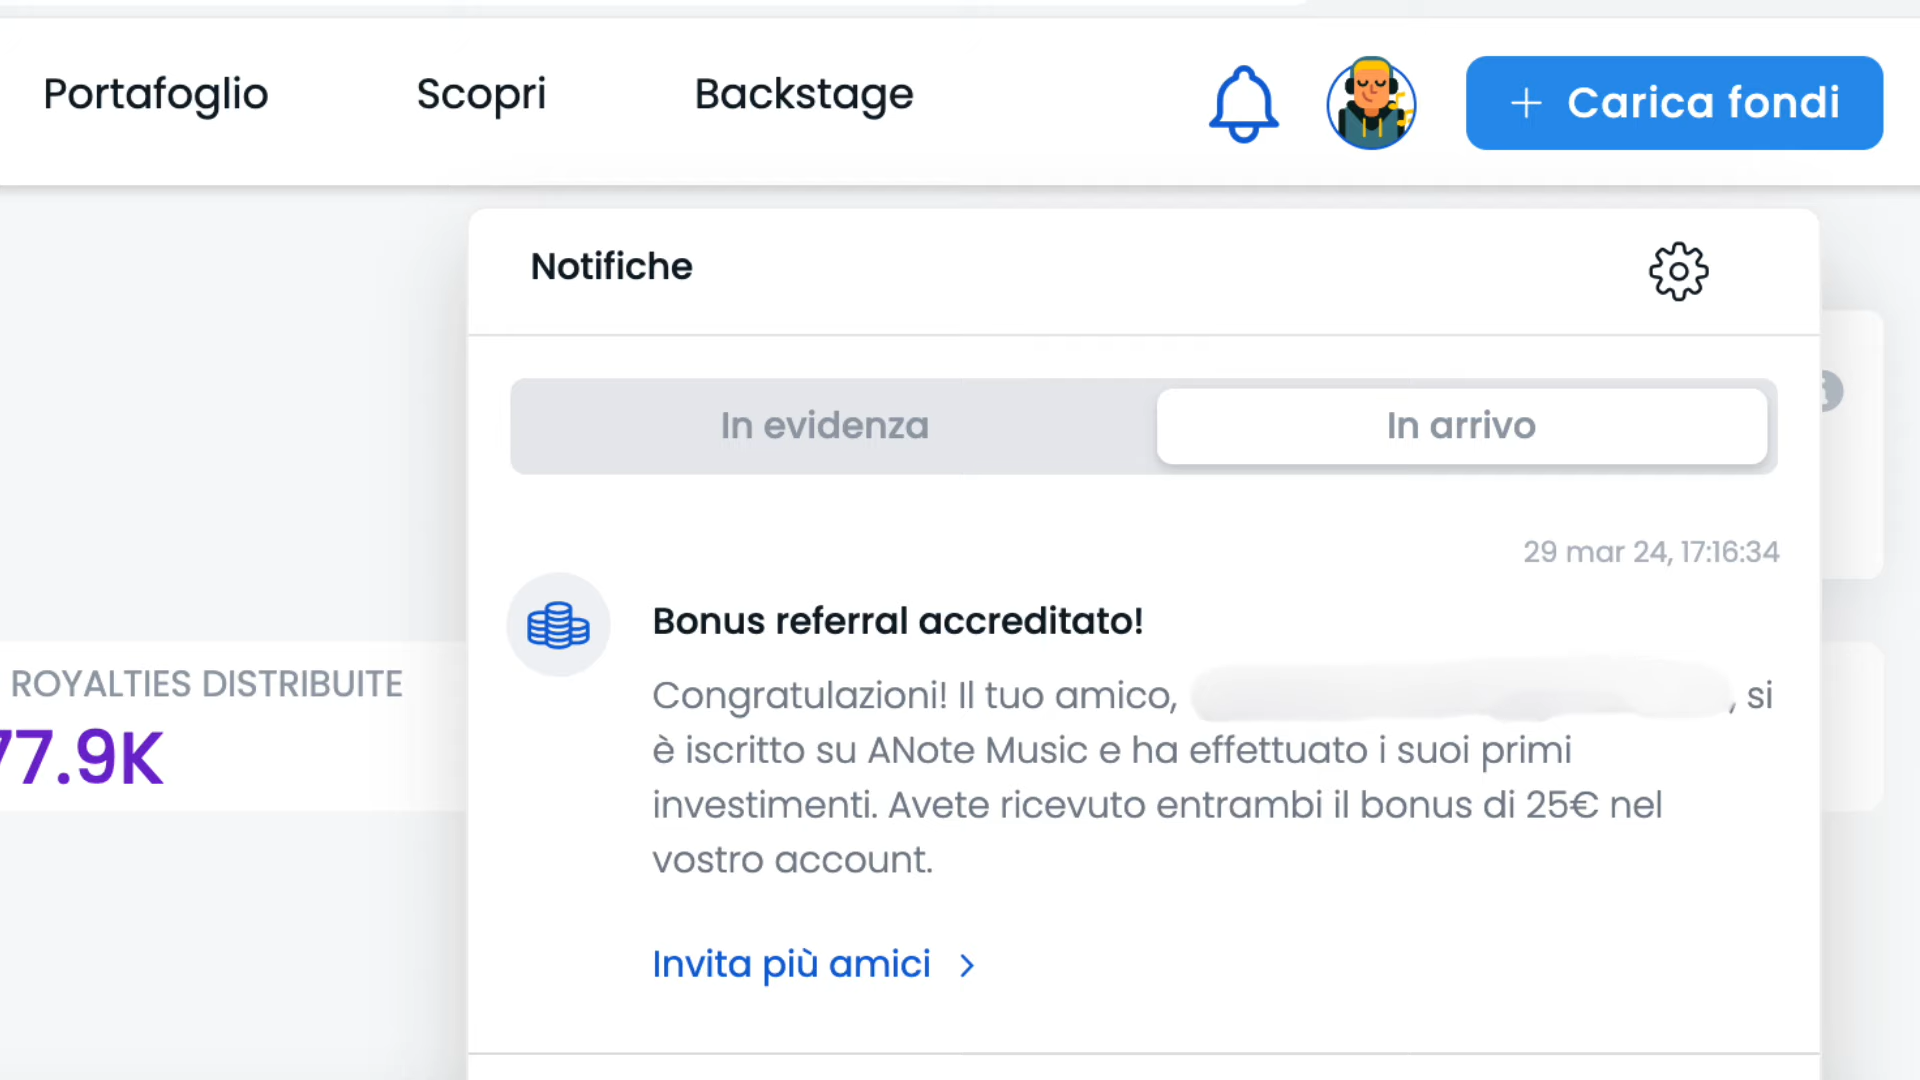 Portafoglio
Scopri
Backstage
+ Carica fondi
Notifiche
In evidenza
In arrivo
29 mar 24, 17:16:34
Bonus referral accreditato!
Congratulazioni! Il tuo amico, , si
è iscritto su ANote Music e ha effettuato i suoi primi
investimenti. Avete ricevuto entrambi il bonus di 25€ nel
vostro account.
Invita più amici >
ROYALTIES DISTRIBUITE
77.9K